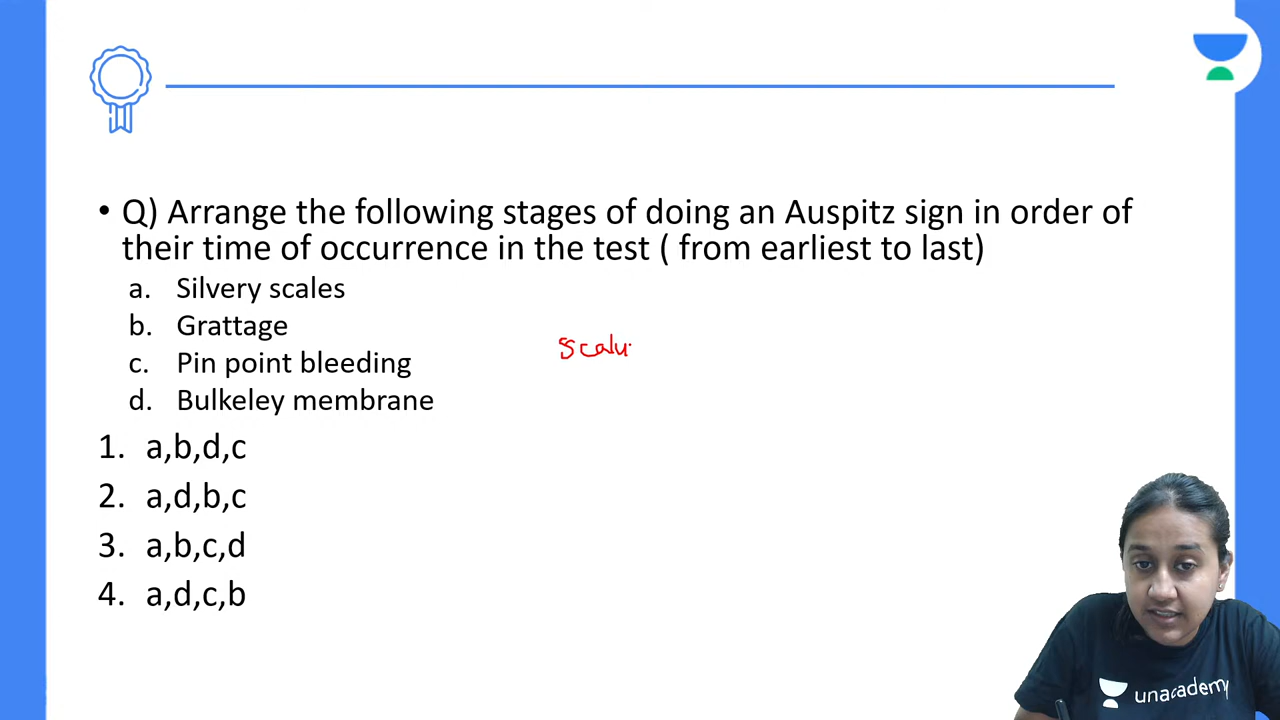 • Q) Arrange the following stages of doing an Auspitz sign in order of
their time of occurrence in the test ( from earliest to last)
a. Silvery scales
b. Grattage
c. Pin point bleeding
d. Bulkeley membrane
1. a,b,d,c
2. a,d,b,c
3. a,b,c,d
4. a,d,c,b
unacademy